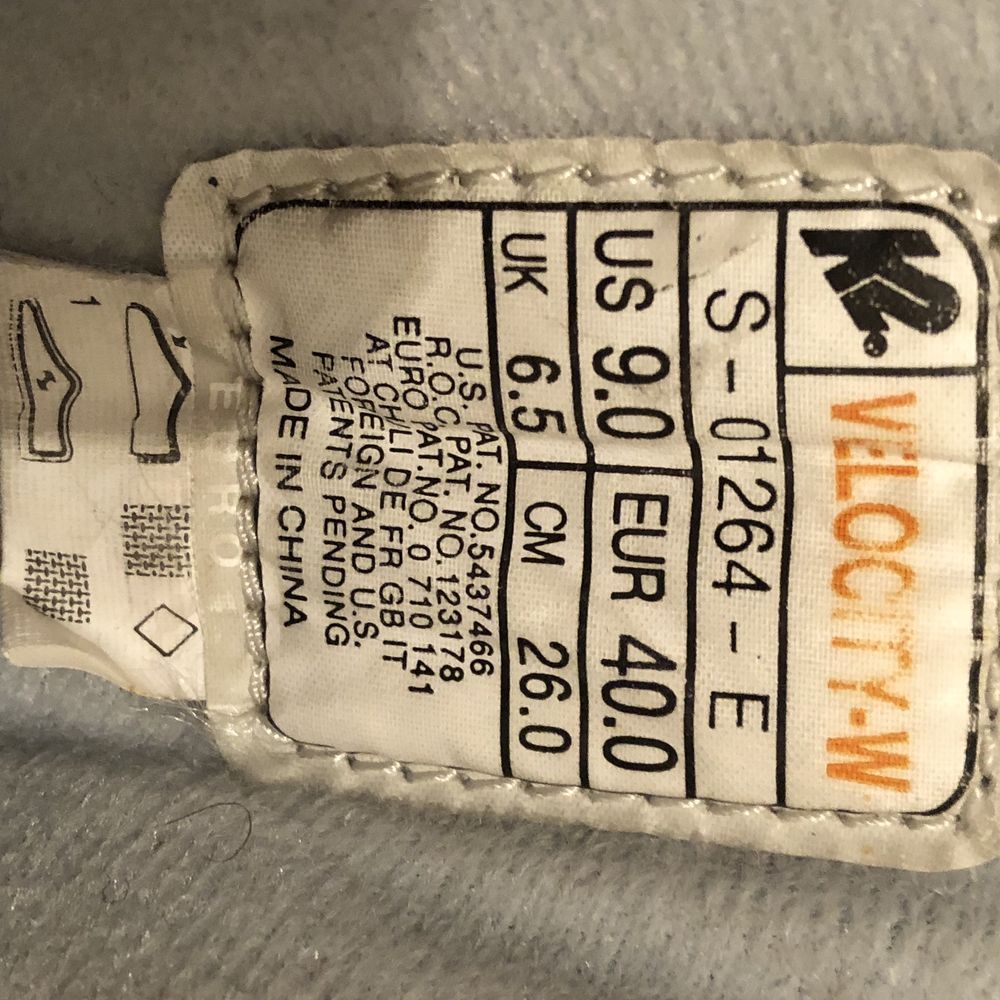 K2®
VELOCITY-W
S-01264-E
US 9.0 EUR 40.0
UK 6.5 CM 26.0
U.S. PAT. NO.5437466
R.O.C. PAT. NO.123178
EURO PAT.NO. 0 710 141
AT CH LI DE FR GB IT
FOREIGN AND U.S.
PATENTS PENDING
MADE IN CHINA
1